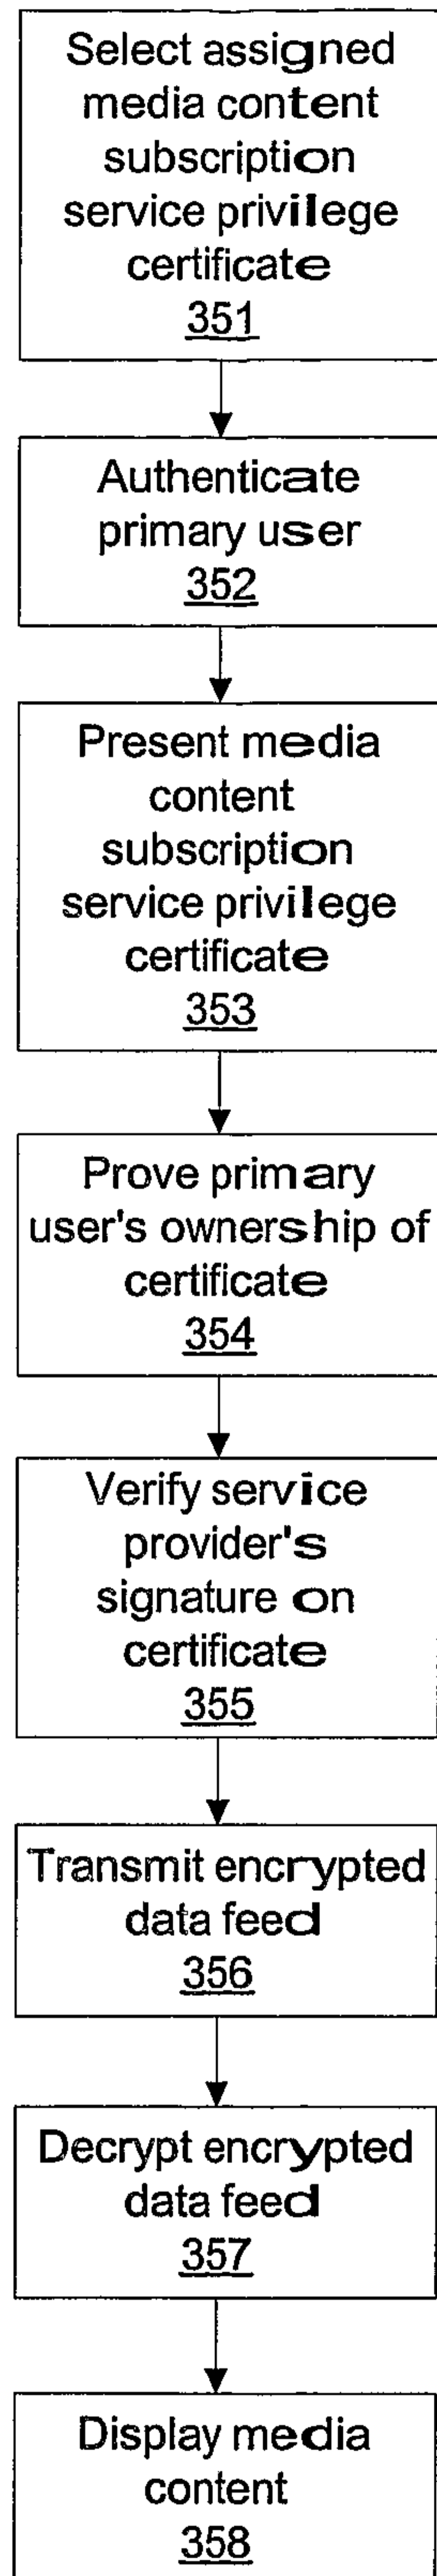 Select assigned
media content
subscription
service privilege
certificate
351
Authenticate
primary user
352
Present media
content
subscription
service privilege
certificate
353
Prove primary
user's ownership of
certificate
354
Verify service
provider's
signature on
certificate
355
Transmit encrypted
data feed
356
Decrypt encrypted
data feed
357
Display media
content
358